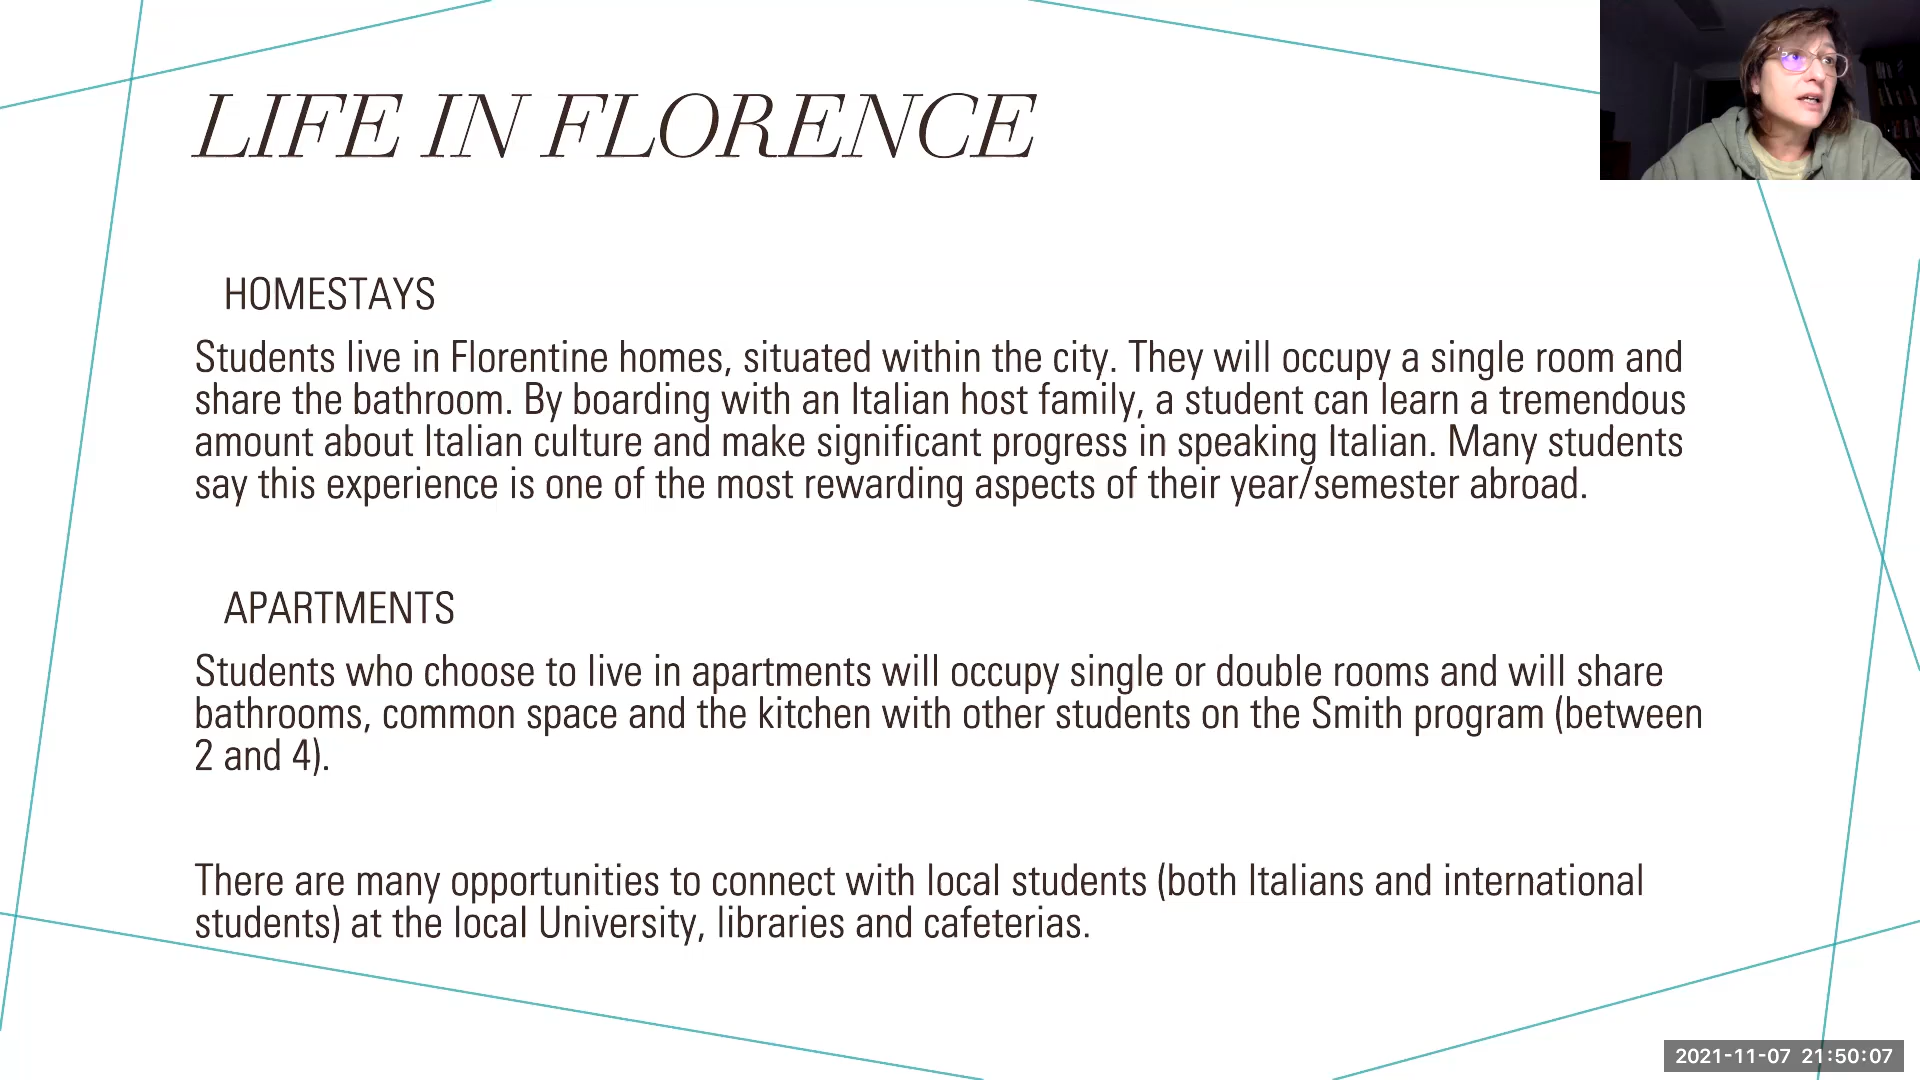 LIFE IN FLORENCE
HOMESTAYS
Students live in Florentine homes, situated within the city. They will occupy a single room and
share the bathroom. By boarding with an Italian host family, a student can learn a tremendous
amount about Italian culture and make significant progress in speaking Italian. Many students
say this experience is one of the most rewarding aspects of their year/semester abroad.
APARTMENTS
Students who choose to live in apartments will occupy single or double rooms and will share
bathrooms, common space and the kitchen with other students on the Smith program (between
2 and 4).
There are many opportunities to connect with local students (both Italians and international
students) at the local University, libraries and cafeterias.
2021-11-07 21:50:07